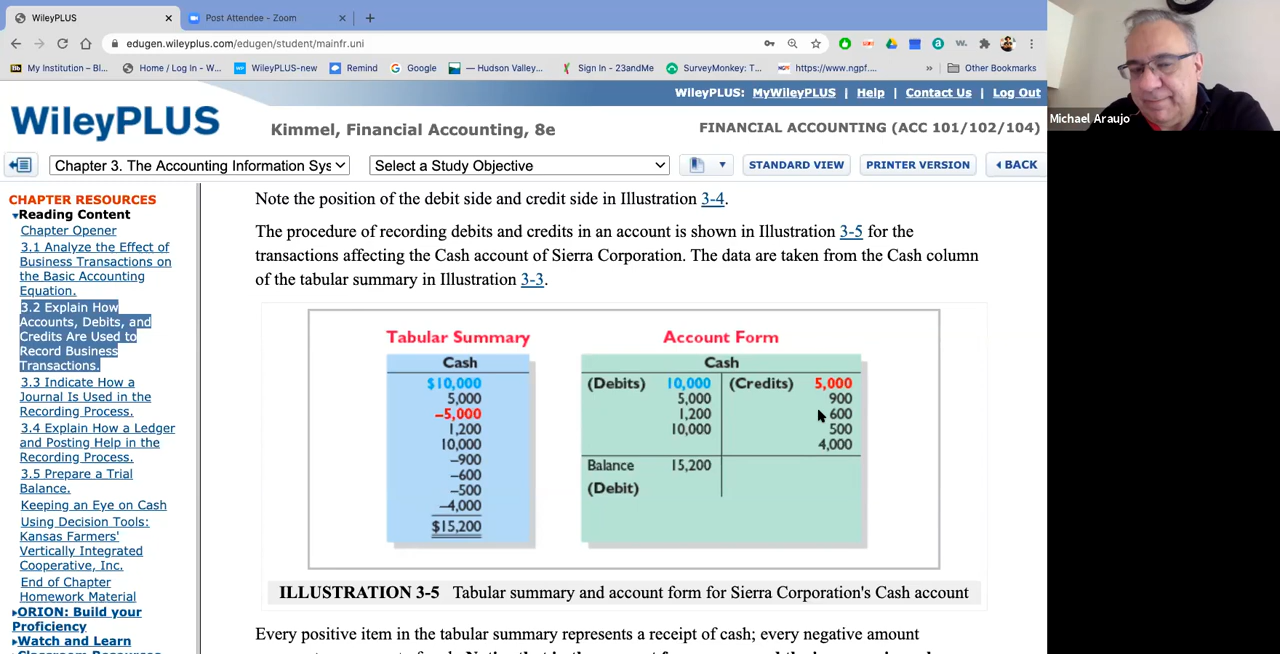 WileyPLUS
Post Attendee - Zoom
edugen.wileyplus.com/edugen/student/mainfr.uni
My Institution – Bl...
Home / Log In - W...
WileyPLUS-new
Remind
Google
— Hudson Valley...
Sign In - 23andMe
SurveyMonkey: T...
https://www.ngpf....
»
Other Bookmarks
WileyPLUS: MyWileyPLUS | Help | Contact Us | Log Out
WileyPLUS
Kimmel, Financial Accounting, 8e
FINANCIAL ACCOUNTING (ACC 101/102/104)
Michael Araujo
Chapter 3. The Accounting Information Sys
Select a Study Objective
STANDARD VIEW
PRINTER VERSION
BACK
CHAPTER RESOURCES
Reading Content
Chapter Opener
3.1 Analyze the Effect of
Business Transactions on
the Basic Accounting
Equation.
3.2 Explain How
Accounts, Debits, and
Credits Are Used to
Record Business
Transactions.
3.3 Indicate How a
Journal Is Used in the
Recording Process.
3.4 Explain How a Ledger
and Posting Help in the
Recording Process.
3.5 Prepare a Trial
Balance.
Keeping an Eye on Cash
Using Decision Tools:
Kansas Farmers'
Vertically Integrated
Cooperative, Inc.
End of Chapter
Homework Material
ORION: Build your
Proficiency
Watch and Learn
Note the position of the debit side and credit side in Illustration 3-4.
The procedure of recording debits and credits in an account is shown in Illustration 3-5 for the
transactions affecting the Cash account of Sierra Corporation. The data are taken from the Cash column
of the tabular summary in Illustration 3-3.
Tabular Summary
Cash
$10,000
5,000
–5,000
1,200
10,000
–900
–600
–500
–4,000
$15,200
Account Form
Cash
(Debits) 10,000 (Credits) 5,000
5,000 900
1,200 600
10,000 500
4,000
Balance 15,200
(Debit)
ILLUSTRATION 3-5 Tabular summary and account form for Sierra Corporation's Cash account
Every positive item in the tabular summary represents a receipt of cash; every negative amount